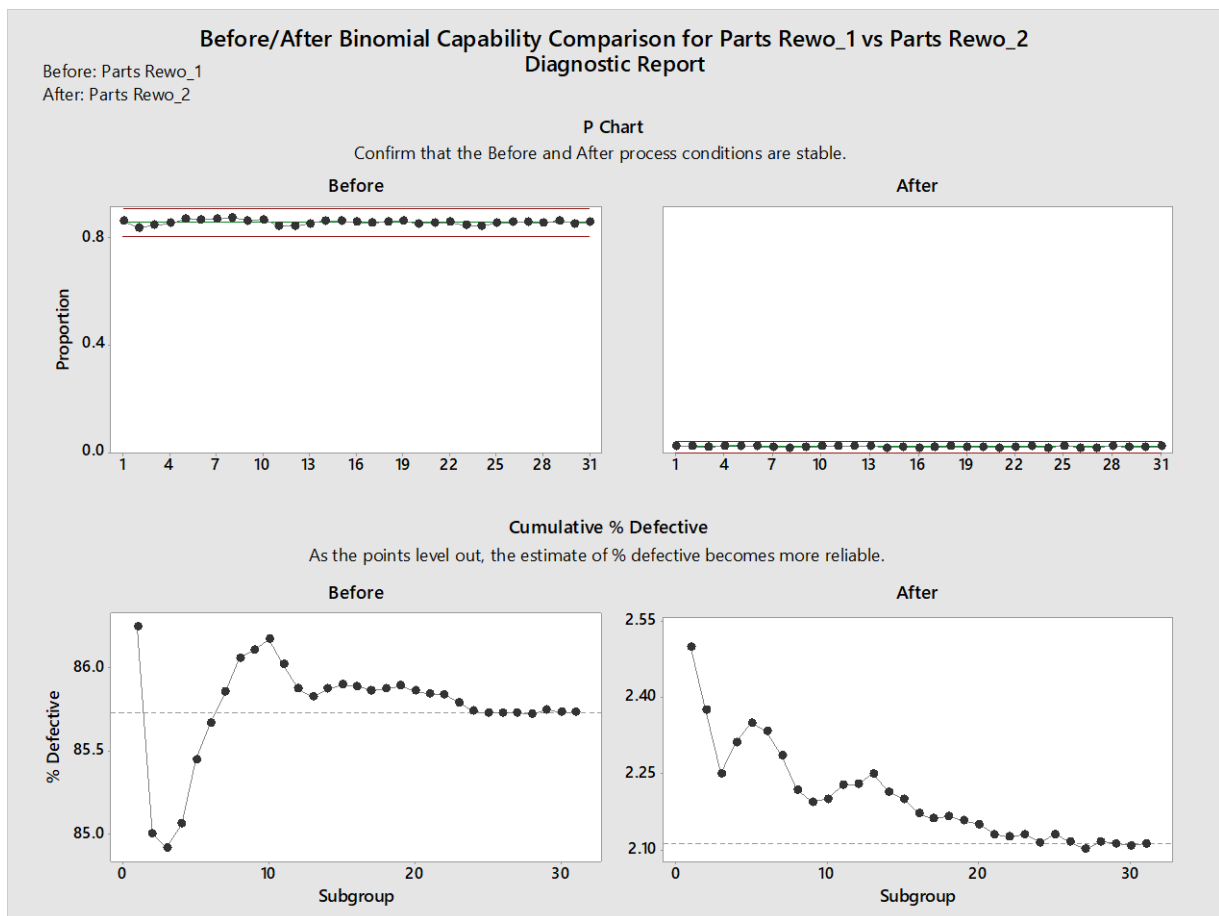 Before/After Binomial Capability Comparison for Parts Rewo_1 vs Parts Rewo_2
Diagnostic Report
Before: Parts Rewo_1
After: Parts Rewo_2
P Chart
Confirm that the Before and After process conditions are stable.
Before
After
Proportion
0.8
0.4
0.0
1 4 7 10 13 16 19 22 25 28 31
1 4 7 10 13 16 19 22 25 28 31
Cumulative % Defective
As the points level out, the estimate of % defective becomes more reliable.
Before
After
% Defective
86.0
85.5
85.0
0 10 20 30
Subgroup
2.55
2.40
2.25
2.10
0 10 20 30
Subgroup